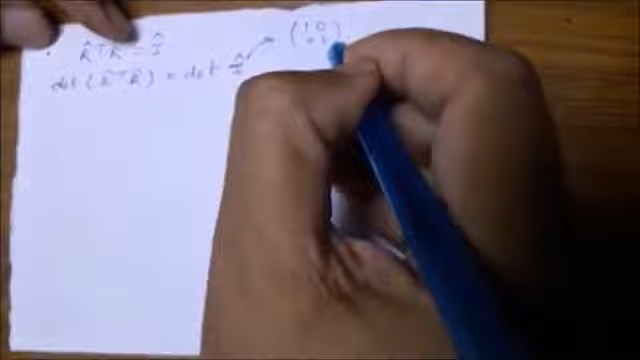 · R̂ᵀR̂ = Î
det (R̂ᵀR̂) = det Î → (1 0
0 1)